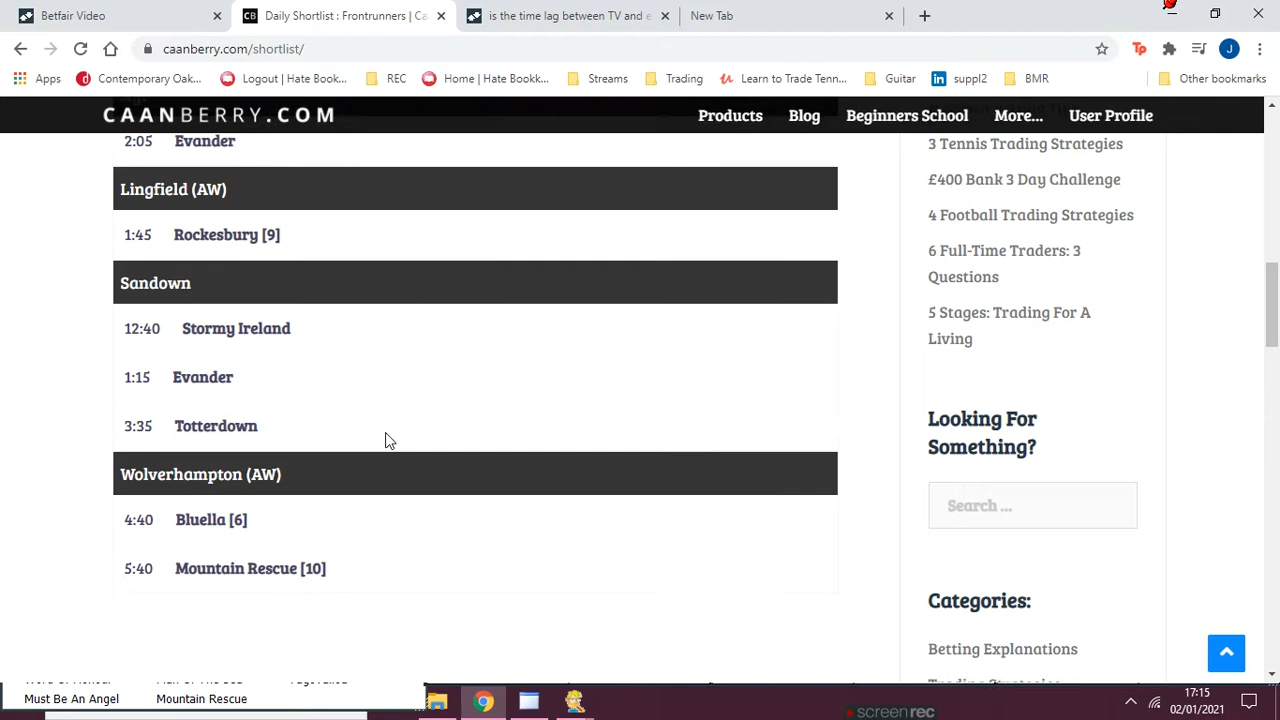 Betfair Video
Daily Shortlist : Frontrunners | Ca
is the time lag between TV and e
New Tab
caanberry.com/shortlist/
Apps
Contemporary Oak...
Logout | Hate Book...
REC
Home | Hate Bookk...
Streams
Trading
Learn to Trade Tenn...
Guitar
suppl2
BMR
Other bookmarks
CAANBERRY.COM
Products
Blog
Beginners School
More...
User Profile
2:05 Evander
Lingfield (AW)
1:45 Rockesbury [9]
Sandown
12:40 Stormy Ireland
1:15 Evander
3:35 Totterdown
Wolverhampton (AW)
4:40 Bluella [6]
5:40 Mountain Rescue [10]
3 Tennis Trading Strategies
£400 Bank 3 Day Challenge
4 Football Trading Strategies
6 Full-Time Traders: 3
Questions
5 Stages: Trading For A
Living
Looking For
Something?
Search ...
Categories:
Betting Explanations
Trading Strategies
Must Be An Angel
Mountain Rescue
screenrec
17:15
02/01/2021